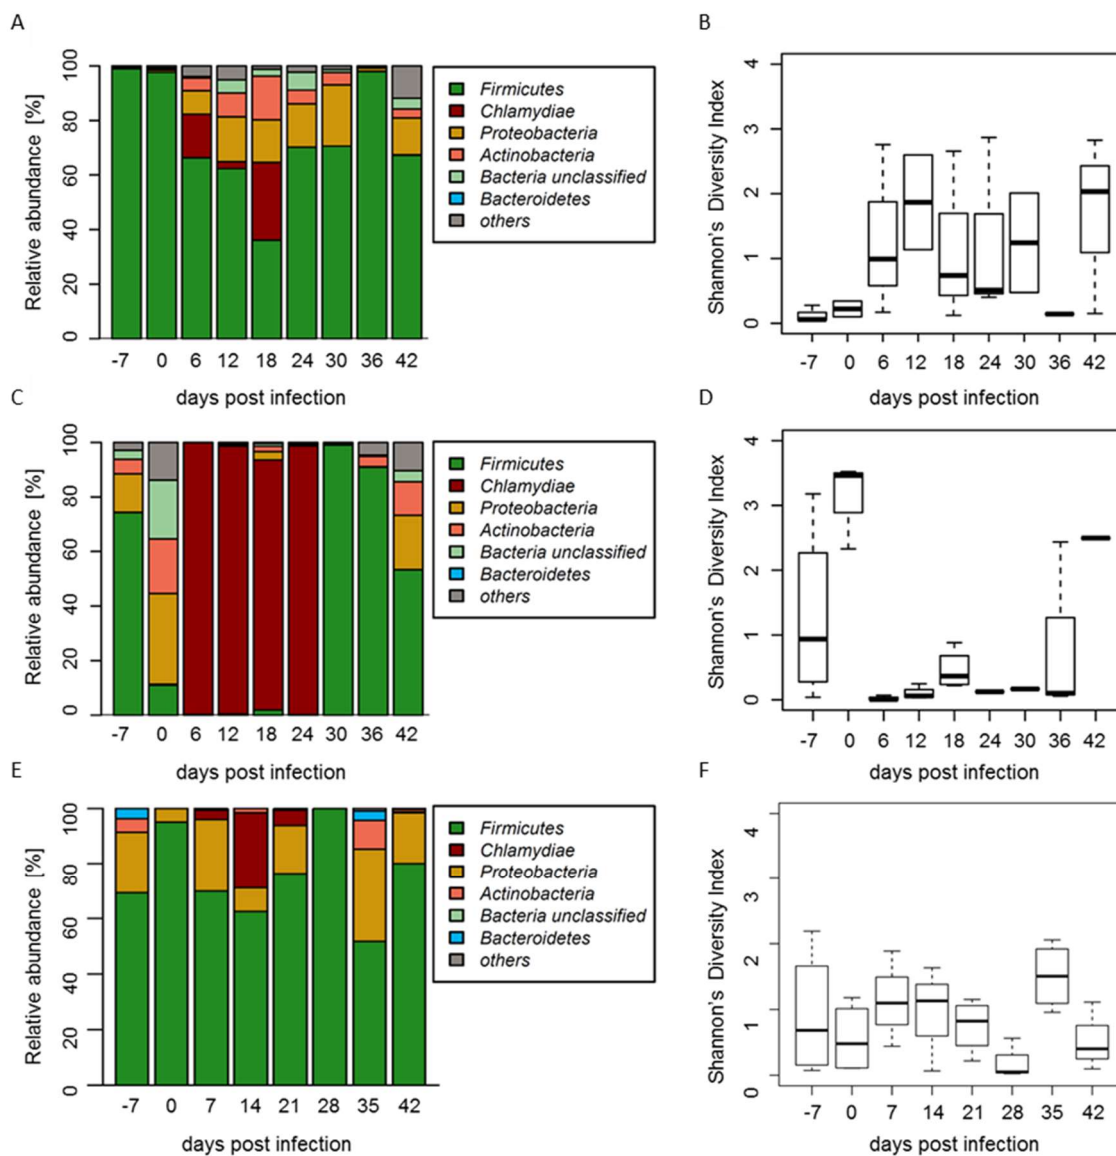 A
Relative abundance [%]
0 20 40 60 80 100
-7 0 6 12 18 24 30 36 42
days post infection
Firmicutes
Chlamydiae
Proteobacteria
Actinobacteria
Bacteria unclassified
Bacteroidetes
others
B
Shannon's Diversity Index
0 1 2 3 4
-7 0 6 12 18 24 30 36 42
days post infection
C
Relative abundance [%]
0 20 40 60 80 100
-7 0 6 12 18 24 30 36 42
days post infection
Firmicutes
Chlamydiae
Proteobacteria
Actinobacteria
Bacteria unclassified
Bacteroidetes
others
D
Shannon's Diversity Index
0 1 2 3 4
-7 0 6 12 18 24 30 36 42
days post infection
E
Relative abundance [%]
0 20 40 60 80 100
-7 0 7 14 21 28 35 42
days post infection
Firmicutes
Chlamydiae
Proteobacteria
Actinobacteria
Bacteria unclassified
Bacteroidetes
others
F
Shannon's Diversity Index
0 1 2 3 4
-7 0 7 14 21 28 35 42
days post infection